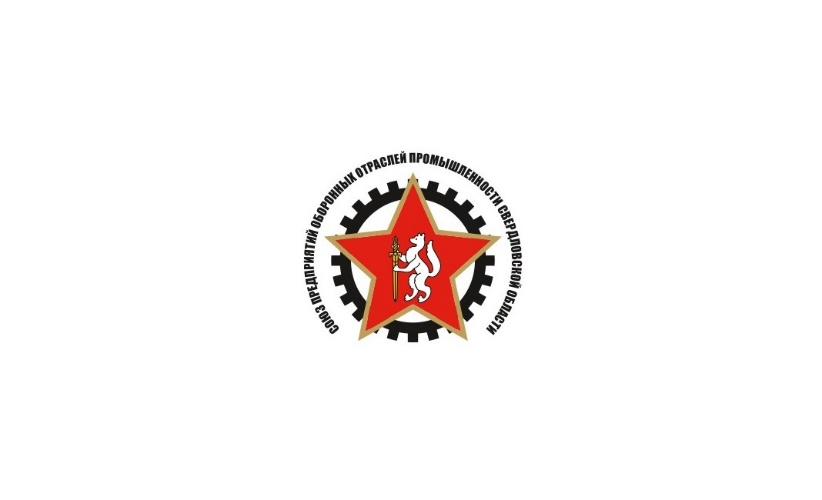 СОЮЗ ПРЕДПРИЯТИЙ ОБОРОННЫХ ОТРАСЛЕЙ ПРОМЫШЛЕННОСТИ СВЕРДЛОВСКОЙ ОБЛАСТИ